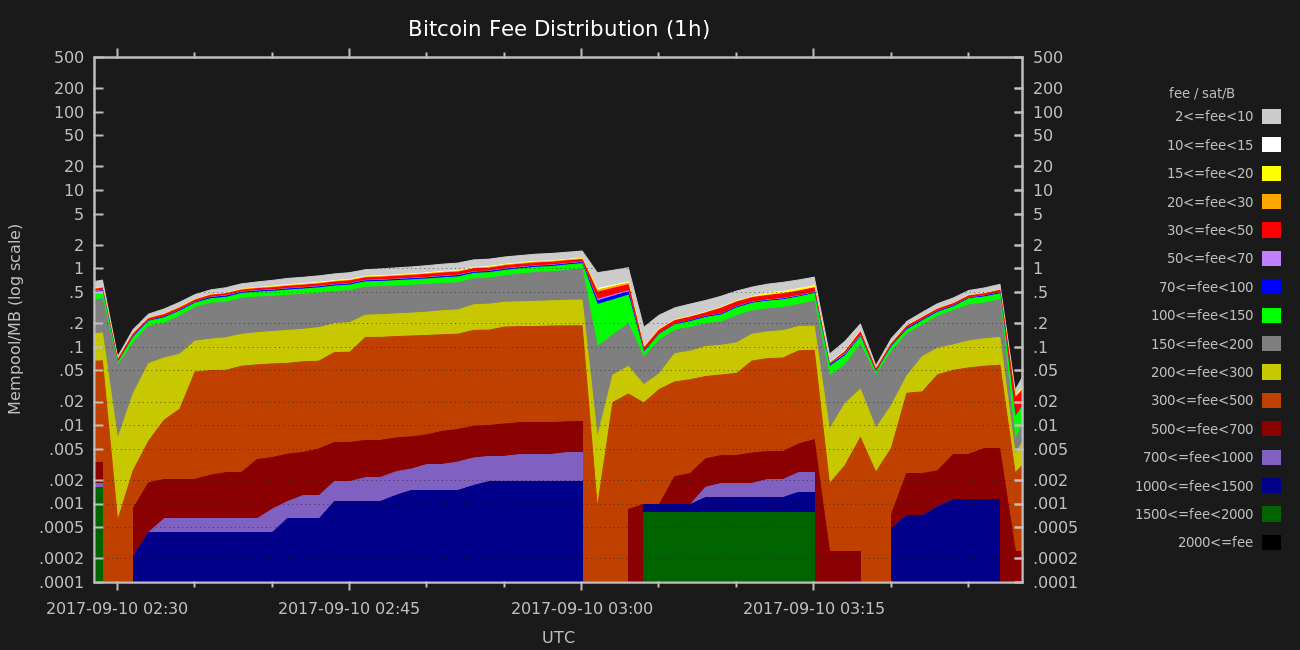 Bitcoin Fee Distribution (1h)
500 500
200 200
100 100
50 50
20 20
10 10
5 5
2 2
1 1
.5 .5
.2 .2
.1 .1
.05 .05
.02 .02
.01 .01
.005 .005
.002 .002
.001 .001
.0005 .0005
.0002 .0002
.0001 .0001
Mempool/MB (log scale)
2017-09-10 02:30 2017-09-10 02:45 2017-09-10 03:00 2017-09-10 03:15
UTC
fee / sat/B
2<=fee<10
10<=fee<15
15<=fee<20
20<=fee<30
30<=fee<50
50<=fee<70
70<=fee<100
100<=fee<150
150<=fee<200
200<=fee<300
300<=fee<500
500<=fee<700
700<=fee<1000
1000<=fee<1500
1500<=fee<2000
2000<=fee